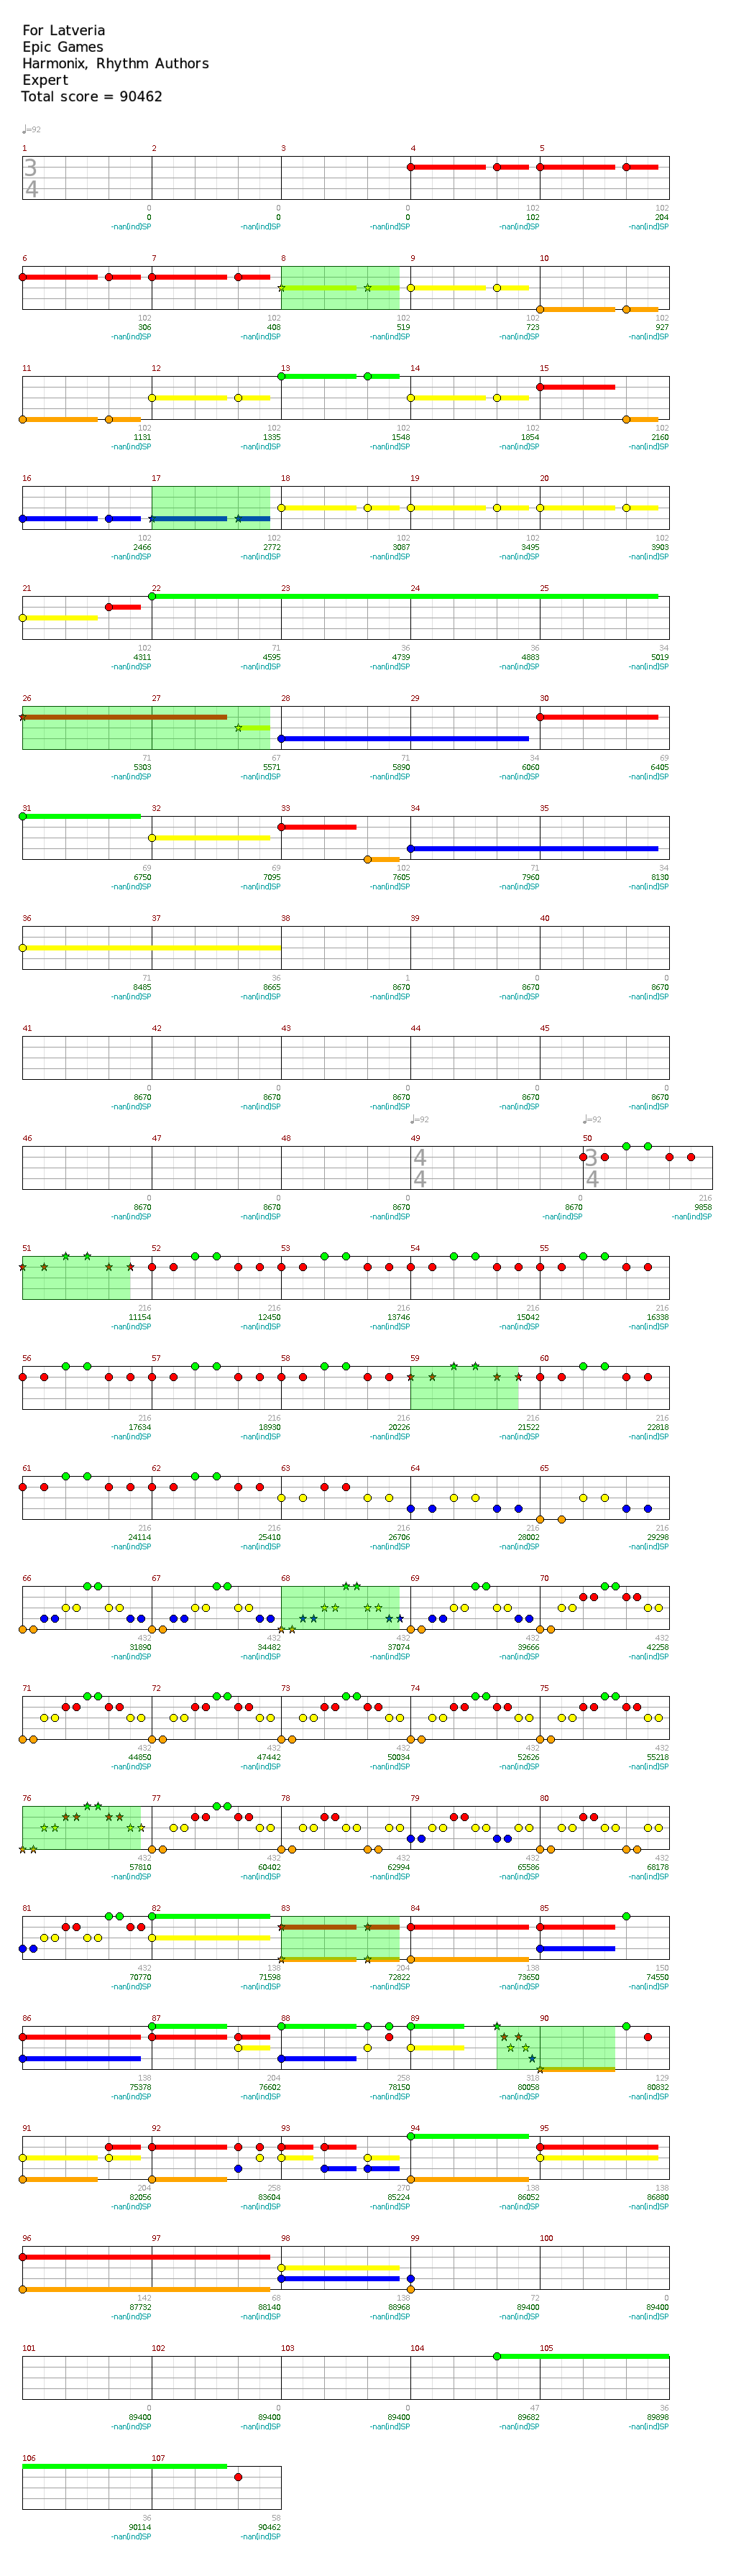 For Latveria
Epic Games
Harmonix, Rhythm Authors
Expert
Total score = 90462
♩=92
1 2 3 4 5
3
4
0 0 0 102 102
0 0 0 102 204
-nan(ind)SP -nan(ind)SP -nan(ind)SP -nan(ind)SP -nan(ind)SP
6 7 8 9 10
102 102 102 102 102
306 408 519 723 927
-nan(ind)SP -nan(ind)SP -nan(ind)SP -nan(ind)SP -nan(ind)SP
11 12 13 14 15
102 102 102 102 102
1131 1335 1548 1854 2160
-nan(ind)SP -nan(ind)SP -nan(ind)SP -nan(ind)SP -nan(ind)SP
16 17 18 19 20
102 102 102 102 102
2466 2772 3087 3495 3903
-nan(ind)SP -nan(ind)SP -nan(ind)SP -nan(ind)SP -nan(ind)SP
21 22 23 24 25
102 71 36 36 34
4311 4595 4739 4883 5019
-nan(ind)SP -nan(ind)SP -nan(ind)SP -nan(ind)SP -nan(ind)SP
26 27 28 29 30
71 67 71 34 69
5303 5571 5890 6060 6405
-nan(ind)SP -nan(ind)SP -nan(ind)SP -nan(ind)SP -nan(ind)SP
31 32 33 34 35
69 69 102 71 34
6750 7095 7605 7960 8130
-nan(ind)SP -nan(ind)SP -nan(ind)SP -nan(ind)SP -nan(ind)SP
36 37 38 39 40
71 36 1 0 0
8485 8665 8670 8670 8670
-nan(ind)SP -nan(ind)SP -nan(ind)SP -nan(ind)SP -nan(ind)SP
41 42 43 44 45
0 0 0 0 0
8670 8670 8670 8670 8670
-nan(ind)SP -nan(ind)SP -nan(ind)SP -nan(ind)SP -nan(ind)SP
♩=92 ♩=92
46 47 48 49 50
4 3
4 4
0 0 0 0 216
8670 8670 8670 8670 9858
-nan(ind)SP -nan(ind)SP -nan(ind)SP -nan(ind)SP -nan(ind)SP
51 52 53 54 55
216 216 216 216 216
11154 12450 13746 15042 16338
-nan(ind)SP -nan(ind)SP -nan(ind)SP -nan(ind)SP -nan(ind)SP
56 57 58 59 60
216 216 216 216 216
17634 18930 20226 21522 22818
-nan(ind)SP -nan(ind)SP -nan(ind)SP -nan(ind)SP -nan(ind)SP
61 62 63 64 65
216 216 216 216 216
24114 25410 26706 28002 29298
-nan(ind)SP -nan(ind)SP -nan(ind)SP -nan(ind)SP -nan(ind)SP
66 67 68 69 70
432 432 432 432 432
31890 34482 37074 39666 42258
-nan(ind)SP -nan(ind)SP -nan(ind)SP -nan(ind)SP -nan(ind)SP
71 72 73 74 75
432 432 432 432 432
44850 47442 50034 52626 55218
-nan(ind)SP -nan(ind)SP -nan(ind)SP -nan(ind)SP -nan(ind)SP
76 77 78 79 80
432 432 432 432 432
57810 60402 62994 65586 68178
-nan(ind)SP -nan(ind)SP -nan(ind)SP -nan(ind)SP -nan(ind)SP
81 82 83 84 85
432 138 204 138 150
70770 71598 72822 73650 74550
-nan(ind)SP -nan(ind)SP -nan(ind)SP -nan(ind)SP -nan(ind)SP
86 87 88 89 90
138 204 258 318 129
75378 76602 78150 80058 80832
-nan(ind)SP -nan(ind)SP -nan(ind)SP -nan(ind)SP -nan(ind)SP
91 92 93 94 95
204 258 270 138 138
82056 83604 85224 86052 86880
-nan(ind)SP -nan(ind)SP -nan(ind)SP -nan(ind)SP -nan(ind)SP
96 97 98 99 100
142 68 138 72 0
87732 88140 88968 89400 89400
-nan(ind)SP -nan(ind)SP -nan(ind)SP -nan(ind)SP -nan(ind)SP
101 102 103 104 105
0 0 0 47 36
89400 89400 89400 89682 89898
-nan(ind)SP -nan(ind)SP -nan(ind)SP -nan(ind)SP -nan(ind)SP
106 107
36 58
90114 90462
-nan(ind)SP -nan(ind)SP